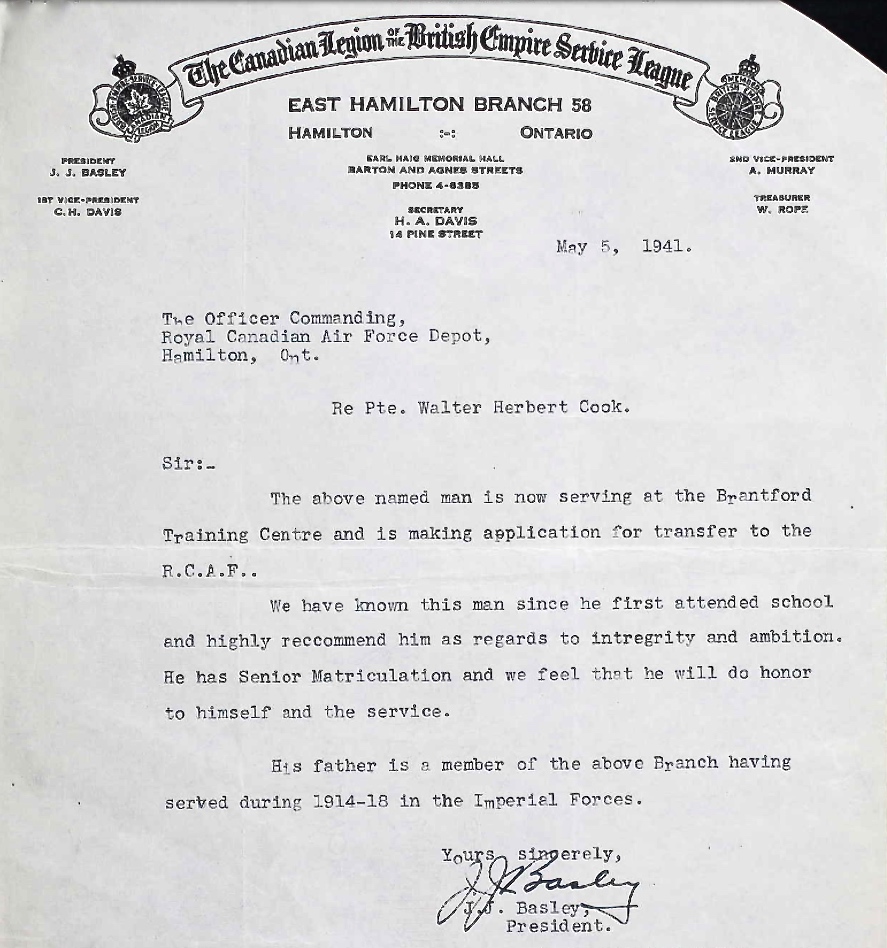 The Canadian Legion OF THE British Empire Service League
EAST HAMILTON BRANCH 58
HAMILTON :-: ONTARIO
PRESIDENT
J. J. BASLEY
1ST VICE-PRESIDENT
C. H. DAVIS
EARL HAIG MEMORIAL HALL
BARTON AND AGNES STREETS
PHONE 4-8385
SECRETARY
H. A. DAVIS
14 PINE STREET
2ND VICE-PRESIDENT
A. MURRAY
TREASURER
W. ROPE
May 5, 1941.
The Officer Commanding,
Royal Canadian Air Force Depot,
Hamilton, Ont.
Re Pte. Walter Herbert Cook.
Sir:-
The above named man is now serving at the Brantford
Training Centre and is making application for transfer to the
R.C.A.F..
We have known this man since he first attended school
and highly reccommend him as regards to intregrity and ambition.
He has Senior Matriculation and we feel that he will do honor
to himself and the service.
His father is a member of the above Branch having
served during 1914-18 in the Imperial Forces.
Yours sincerely,
J J Basley
J.J. Basley,
President.